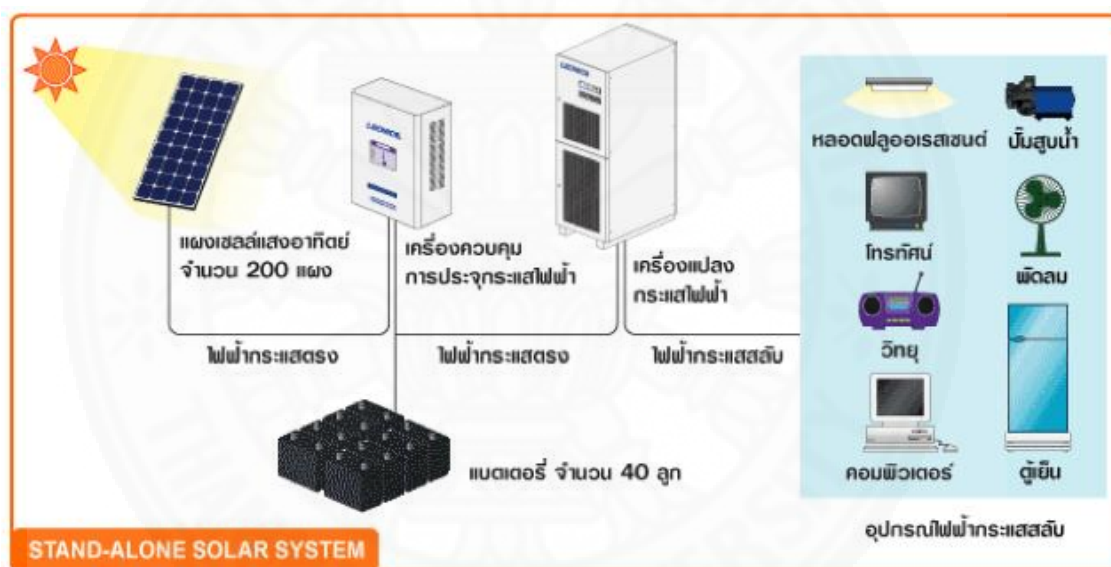 แผงเซลล์แสงอาทิตย์
จำนวน 200 แผง
เครื่องควบคุม
การประจุกระแสไฟฟ้า
เครื่องแปลง
กระแสไฟฟ้า
ไฟฟ้ากระแสตรง
ไฟฟ้ากระแสตรง
ไฟฟ้ากระแสสลับ
แบตเตอรี่ จำนวน 40 ลูก
หลอดฟลูออเรสเซนต์
ปั๊มสูบน้ำ
โทรทัศน์
พัดลม
วิทยุ
คอมพิวเตอร์
ตู้เย็น
อุปกรณ์ไฟฟ้ากระแสสลับ
STAND-ALONE SOLAR SYSTEM